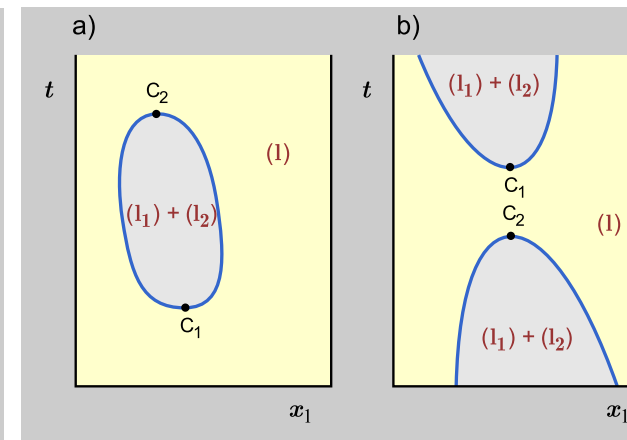 a)
t
C2
(l)
(l1) + (l2)
C1
x1
b)
t
(l1) + (l2)
C1
C2
(l)
(l1) + (l2)
x1